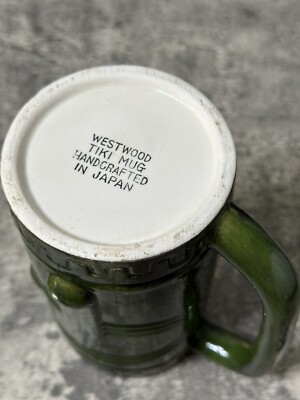 WESTWOOD
TIKI MUG
HANDCRAFTED
IN JAPAN